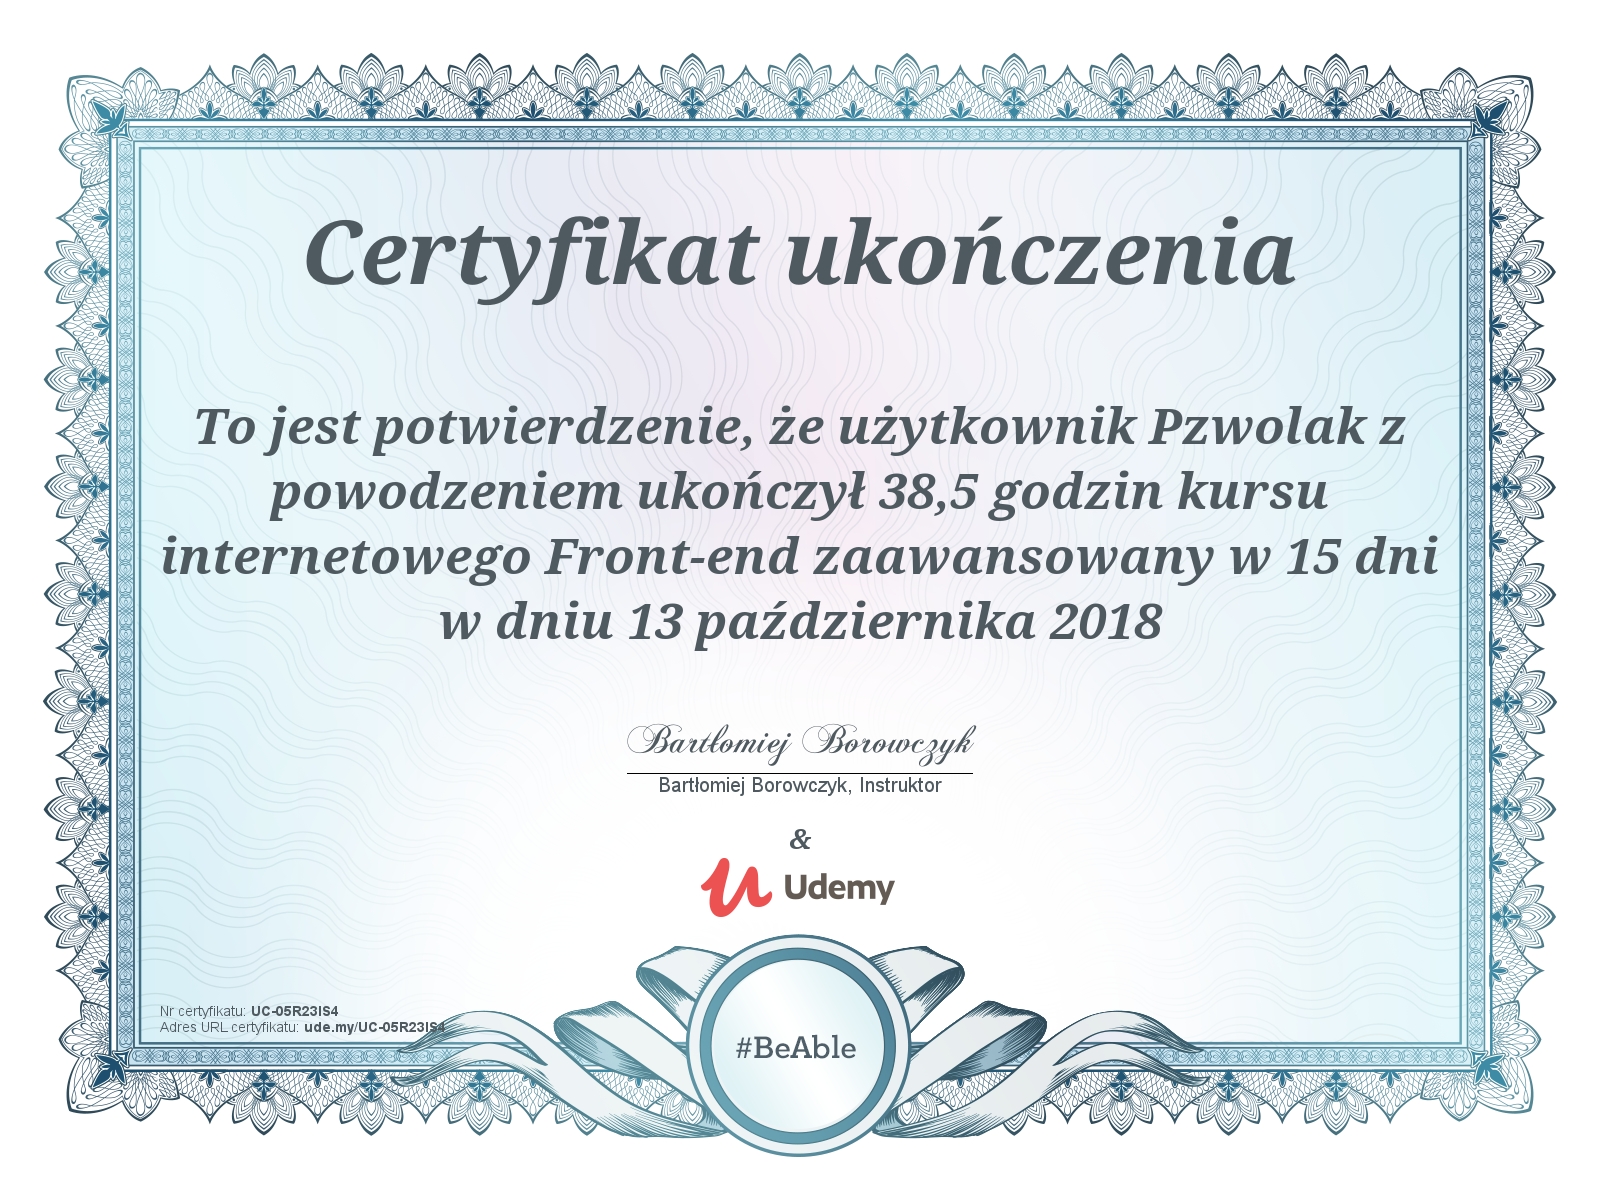 Certyfikat ukończenia
To jest potwierdzenie, że użytkownik Pzwolak z
powodzeniem ukończył 38,5 godzin kursu
internetowego Front-end zaawansowany w 15 dni
w dniu 13 października 2018
Bartłomiej Borowczyk
Bartłomiej Borowczyk, Instruktor
&
Udemy
Nr certyfikatu: UC-05R23IS4
Adres URL certyfikatu: ude.my/UC-05R23IS4
#BeAble